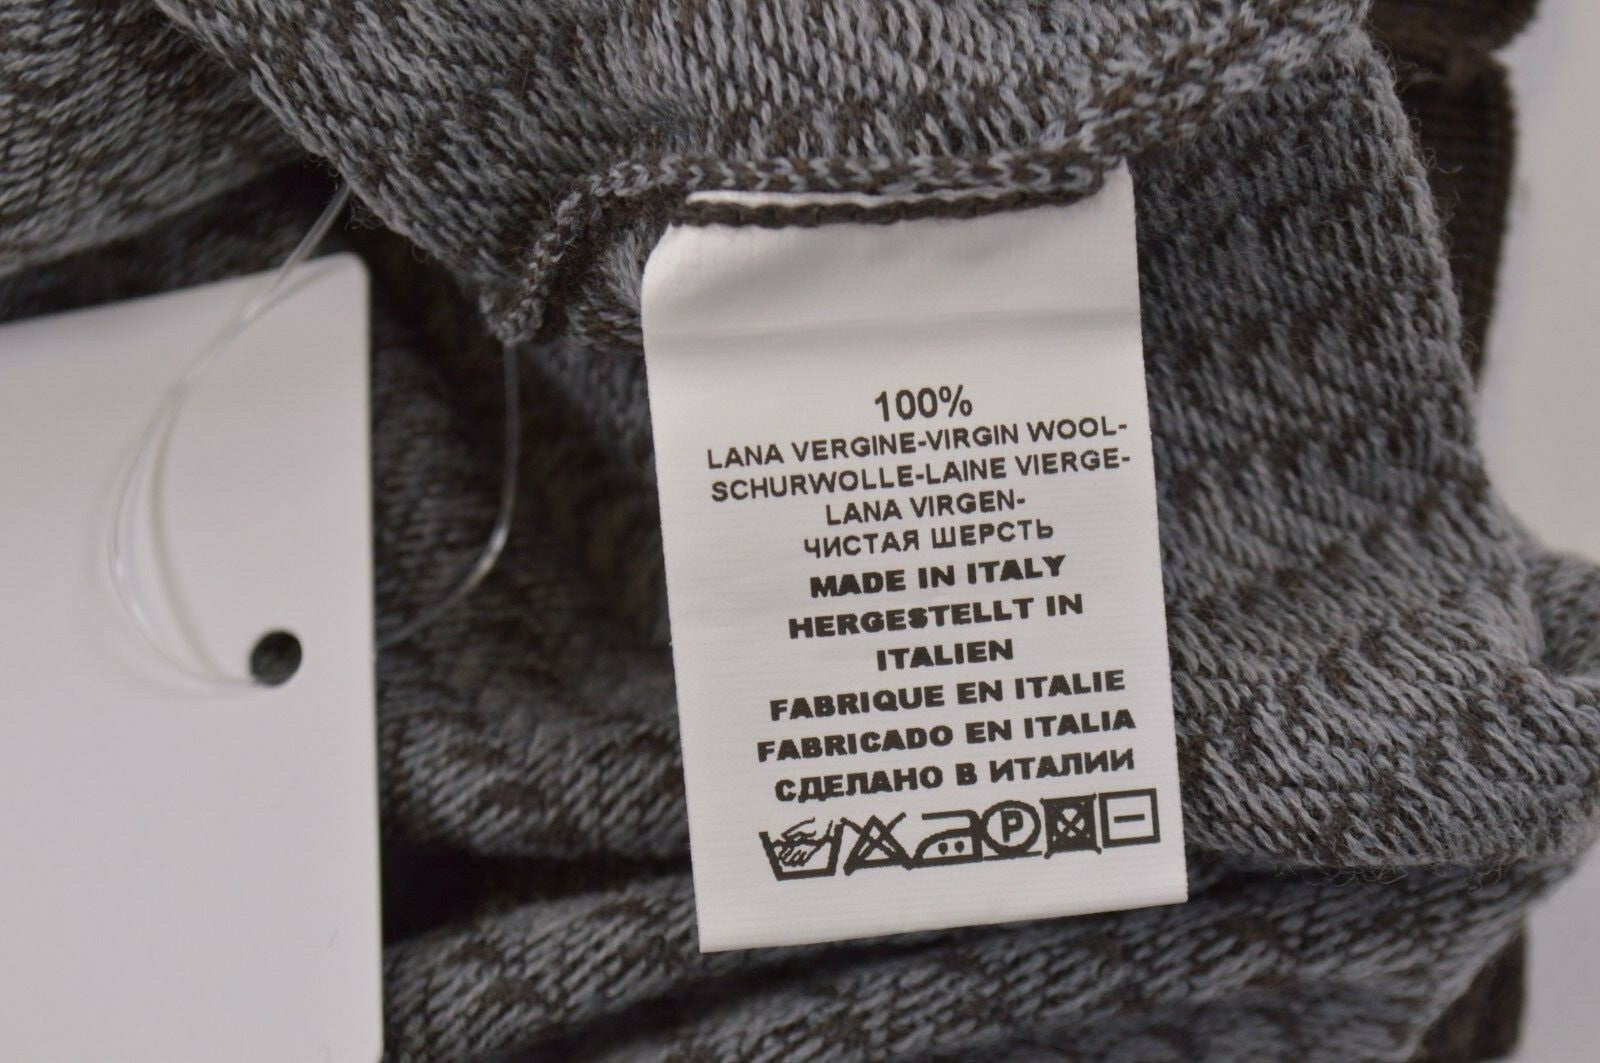 100%
LANA VERGINE-VIRGIN WOOL-
SCHURWOLLE-LAINE VIERGE-
LANA VIRGEN-
ЧИСТАЯ ШЕРСТЬ
MADE IN ITALY
HERGESTELLT IN
ITALIEN
FABRIQUE EN ITALIE
FABRICADO EN ITALIA
СДЕЛАНО В ИТАЛИИ
P